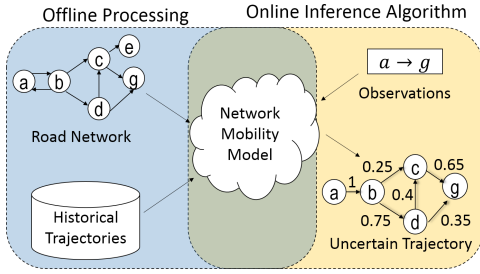 Offline Processing
Online Inference Algorithm
a
b
c
d
e
g
Road Network
Historical
Trajectories
Network
Mobility
Model
a → g
Observations
a
1
b
0.25
c
0.65
g
0.4
0.75
d
0.35
Uncertain Trajectory